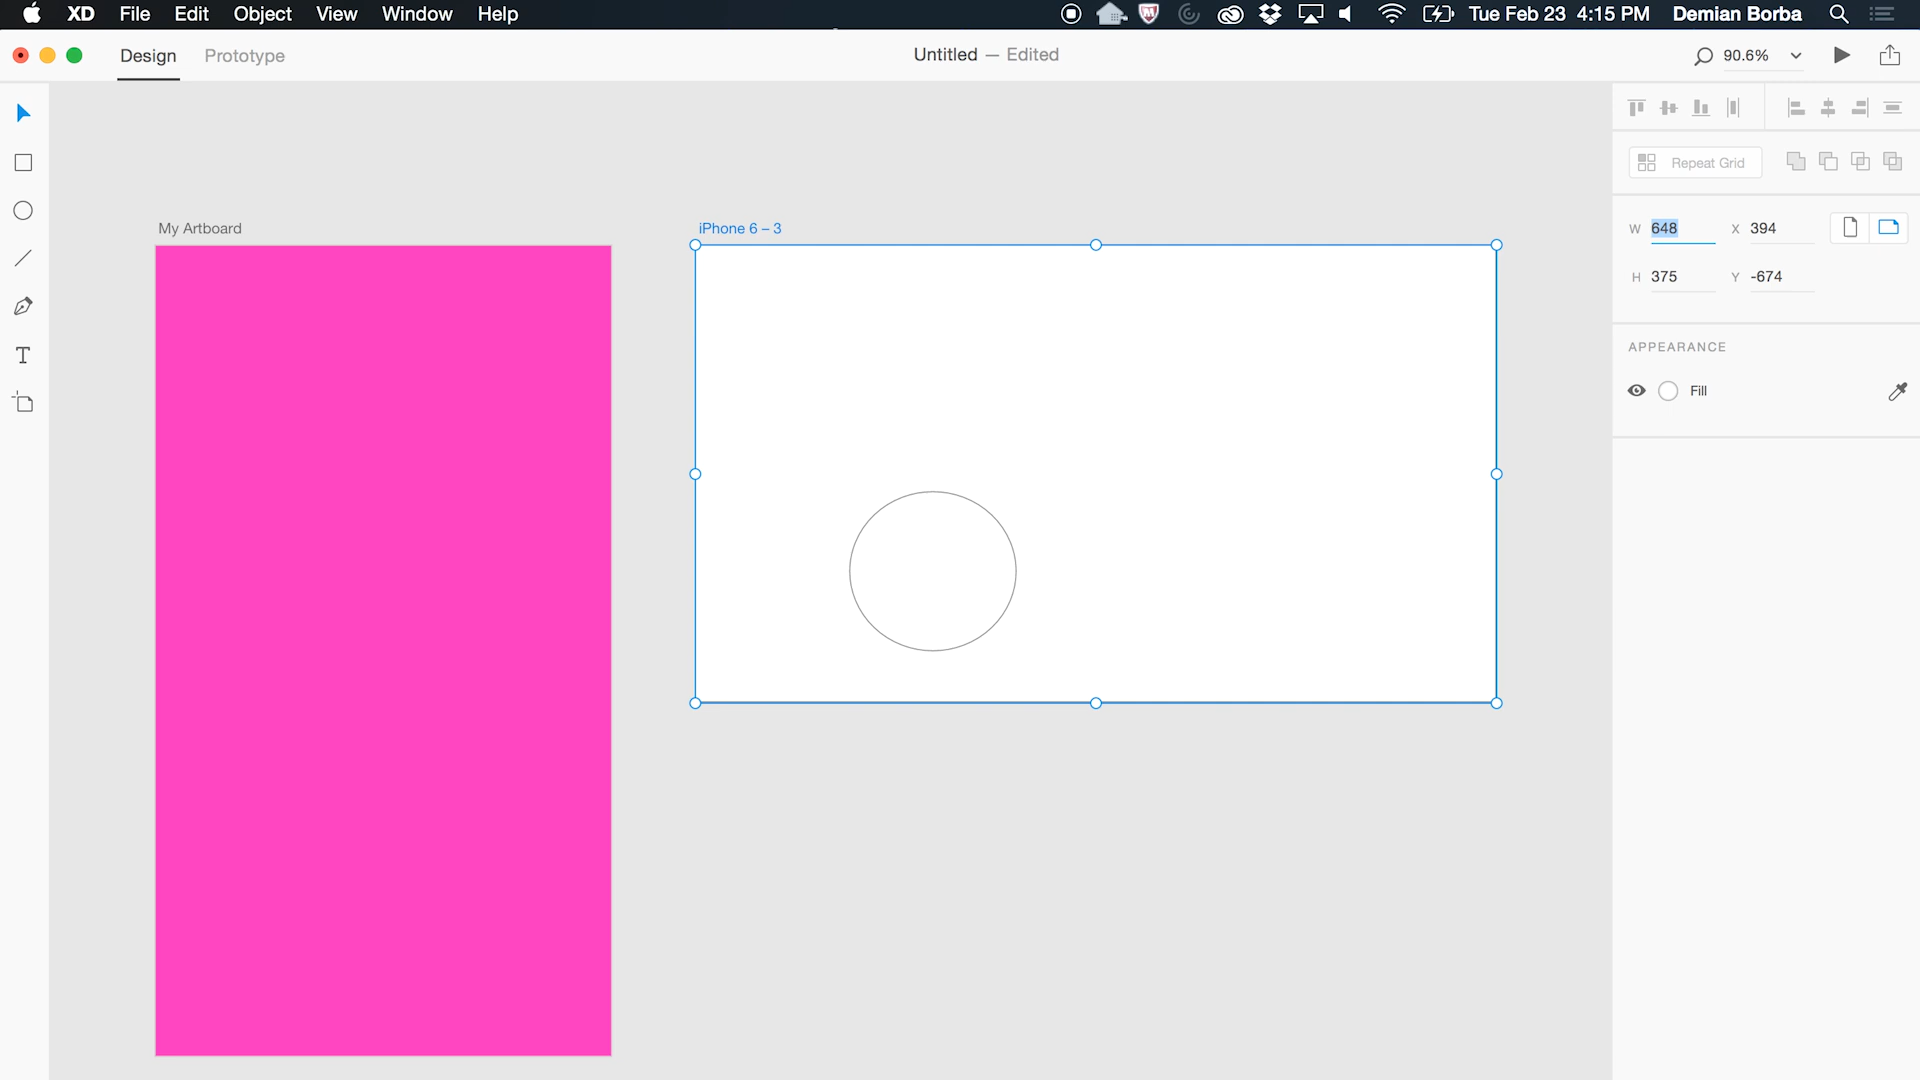 XD File Edit Object View Window Help Tue Feb 23 4:15 PM Demian Borba
Design Prototype Untitled — Edited 90.6%
Repeat Grid
My Artboard
iPhone 6 – 3
W 648 X 394
H 375 Y -674
APPEARANCE
Fill
T